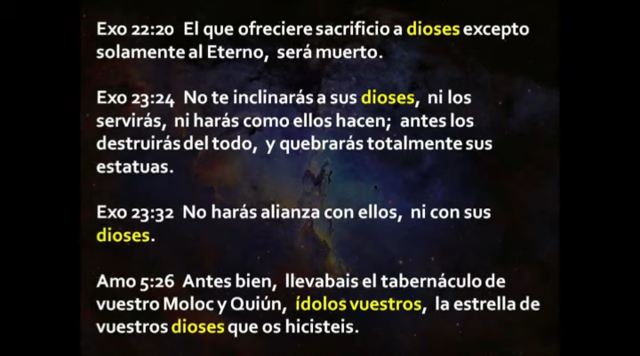 Exo 22:20  El que ofreciere sacrificio a dioses excepto
solamente al Eterno,  será muerto.
Exo 23:24  No te inclinarás a sus dioses,  ni los
servirás,  ni harás como ellos hacen;  antes los
destruirás del todo,  y quebrarás totalmente sus
estatuas.
Exo 23:32  No harás alianza con ellos,  ni con sus
dioses.
Amo 5:26  Antes bien,  llevabais el tabernáculo de
vuestro Moloc y Quiún,  ídolos vuestros,  la estrella de
vuestros dioses que os hicisteis.